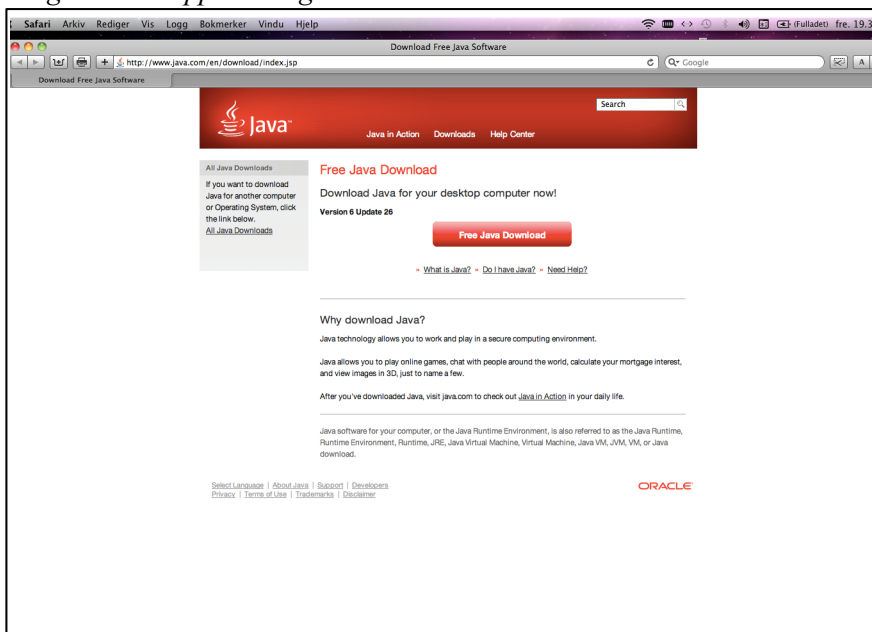 Safari Arkiv Rediger Vis Logg Bokmerker Vindu Hjelp (Fulladet) fre. 19.3
Download Free Java Software
http://www.java.com/en/download/index.jsp Google
Download Free Java Software
Search
Java™
Java in Action Downloads Help Center
All Java Downloads
If you want to download
Java for another computer
or Operating System, click
the link below.
All Java Downloads
Free Java Download
Download Java for your desktop computer now!
Version 6 Update 26
Free Java Download
» What is Java? » Do I have Java? » Need Help?
Why download Java?
Java technology allows you to work and play in a secure computing environment.
Java allows you to play online games, chat with people around the world, calculate your mortgage interest,
and view images in 3D, just to name a few.
After you've downloaded Java, visit java.com to check out Java in Action in your daily life.
Java software for your computer, or the Java Runtime Environment, is also referred to as the Java Runtime,
Runtime Environment, Runtime, JRE, Java Virtual Machine, Virtual Machine, Java VM, JVM, VM, or Java
download.
Select Language | About Java | Support | Developers
Privacy | Terms of Use | Trademarks | Disclaimer
ORACLE